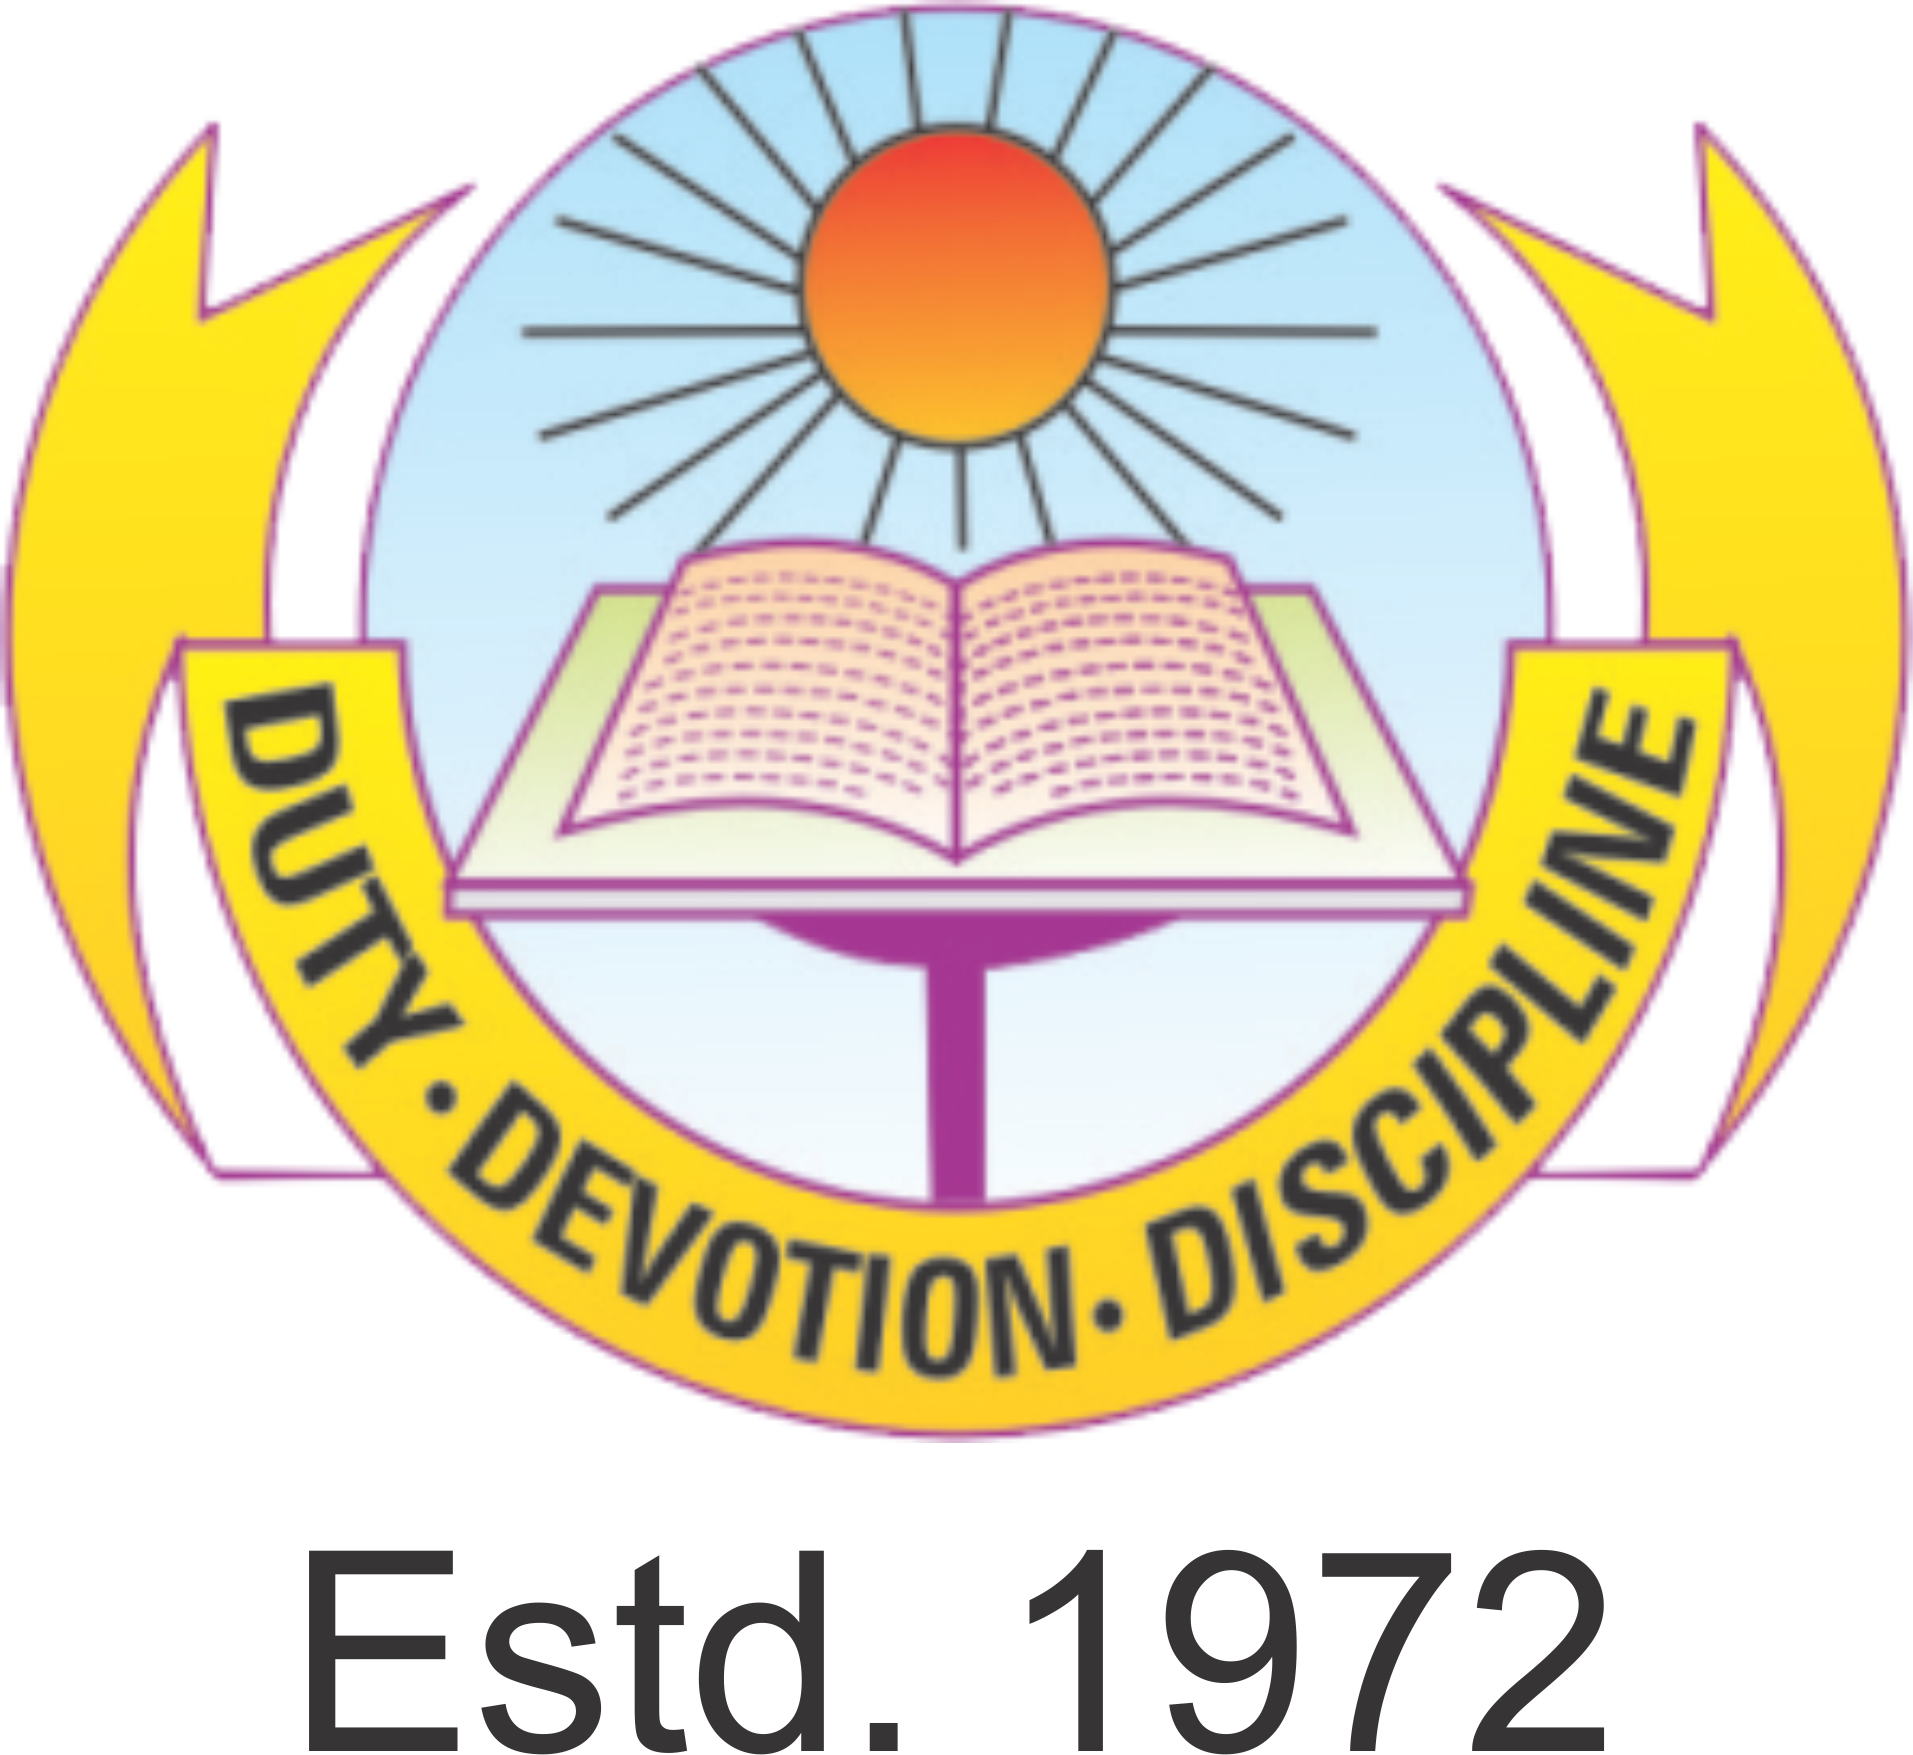 DUTY • DEVOTION • DISCIPLINE
Estd. 1972